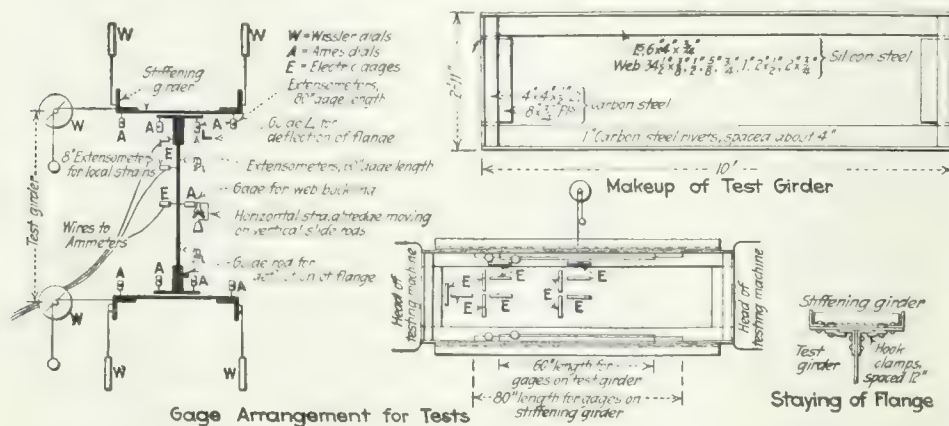 W = Wissler dials
A = Ames dials
E = Electric gages
Extensometers,
80" gage length
Guide L for
deflection of flange
Extensometers, gage length
Gage for web buckling
Horizontal straightedge moving
on vertical slide rods
Guide rod for
deflection of flange
Stiffening
girder
8" Extensometers
for local strains
Wires to
Ammeters
Test girder
W
W
W
W
W
W
A
A
A
A
A
A
A
A
E
E
Gage Arrangement for Tests
2'-11"
Silicon steel
carbon steel
1" Carbon steel rivets, spaced about 4"
10'
Makeup of Test Girder
Head of
testing machine
E
E
E
E
E
E
Head of
testing machine
60" length for
gages on test girder
80" length for gages on
stiffening girder
Stiffening girder
Test
girder
Hook
clamps,
spaced 12"
Staying of Flange